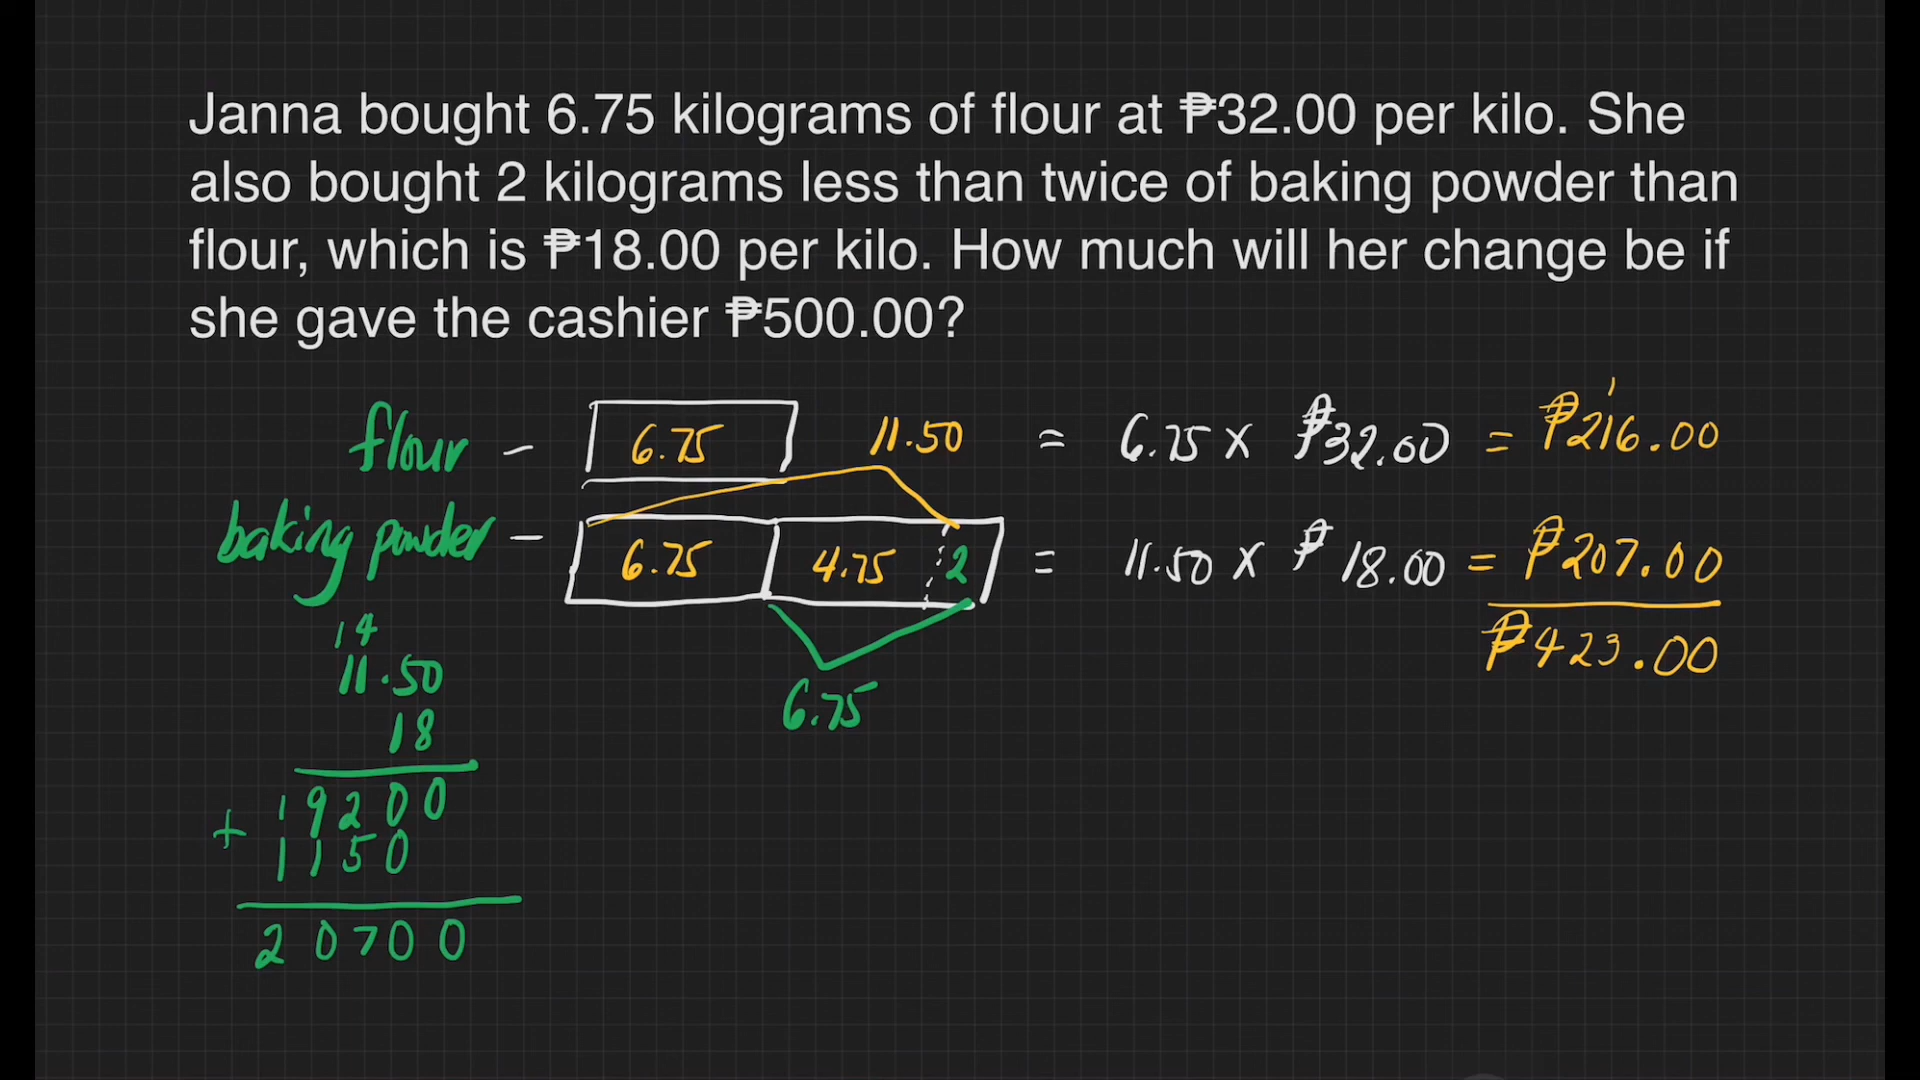 Janna bought 6.75 kilograms of flour at ₱32.00 per kilo. She
also bought 2 kilograms less than twice of baking powder than
flour, which is ₱18.00 per kilo. How much will her change be if
she gave the cashier ₱500.00?
1
flour - 6.75 11.50 = 6.75 x ₱32.00 = ₱216.00
baking powder - 6.75 4.75 2 = 11.50 x ₱18.00 = ₱207.00
₱423.00
6.75
14
11.50
18
19200
+ 1150
20700